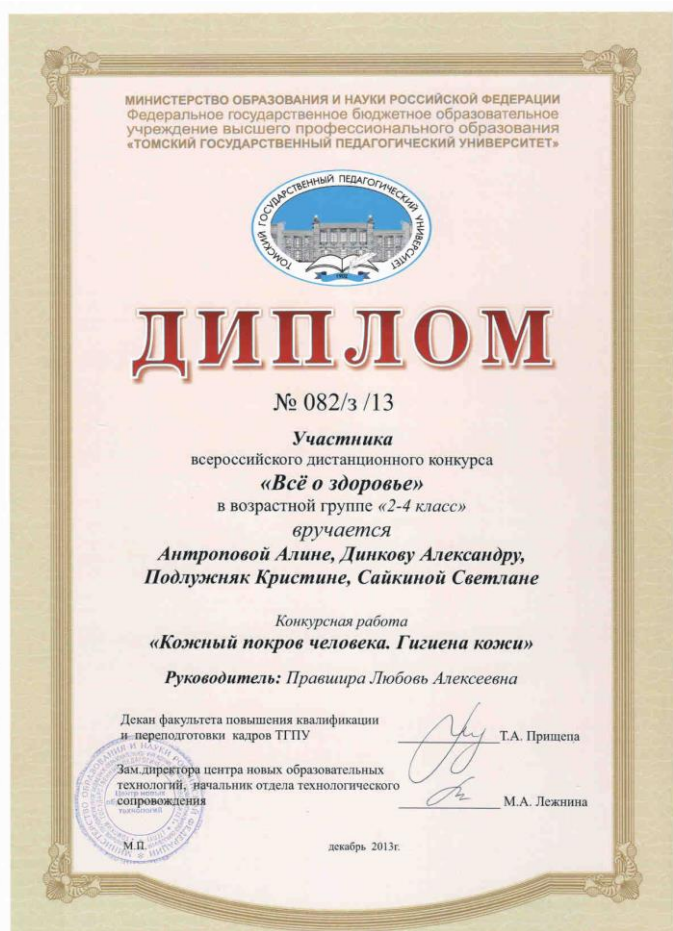 МИНИСТЕРСТВО ОБРАЗОВАНИЯ И НАУКИ РОССИЙСКОЙ ФЕДЕРАЦИИ
Федеральное государственное бюджетное образовательное
учреждение высшего профессионального образования
«ТОМСКИЙ ГОСУДАРСТВЕННЫЙ ПЕДАГОГИЧЕСКИЙ УНИВЕРСИТЕТ»
ТОМСКИЙ ГОСУДАРСТВЕННЫЙ ПЕДАГОГИЧЕСКИЙ УНИВЕРСИТЕТ
ДИПЛОМ
№ 082/з /13
Участника
всероссийского дистанционного конкурса
«Всё о здоровье»
в возрастной группе «2-4 класс»
вручается
Антроповой Алине, Динкову Александру,
Подлужняк Кристине, Сайкиной Светлане
Конкурсная работа
«Кожный покров человека. Гигиена кожи»
Руководитель: Правшира Любовь Алексеевна
Декан факультета повышения квалификации
и переподготовки кадров ТГПУ
Т.А. Прищепа
Зам.директора центра новых образовательных
технологий, начальник отдела технологического
сопровождения
М.А. Лежнина
М.П.
декабрь 2013г.